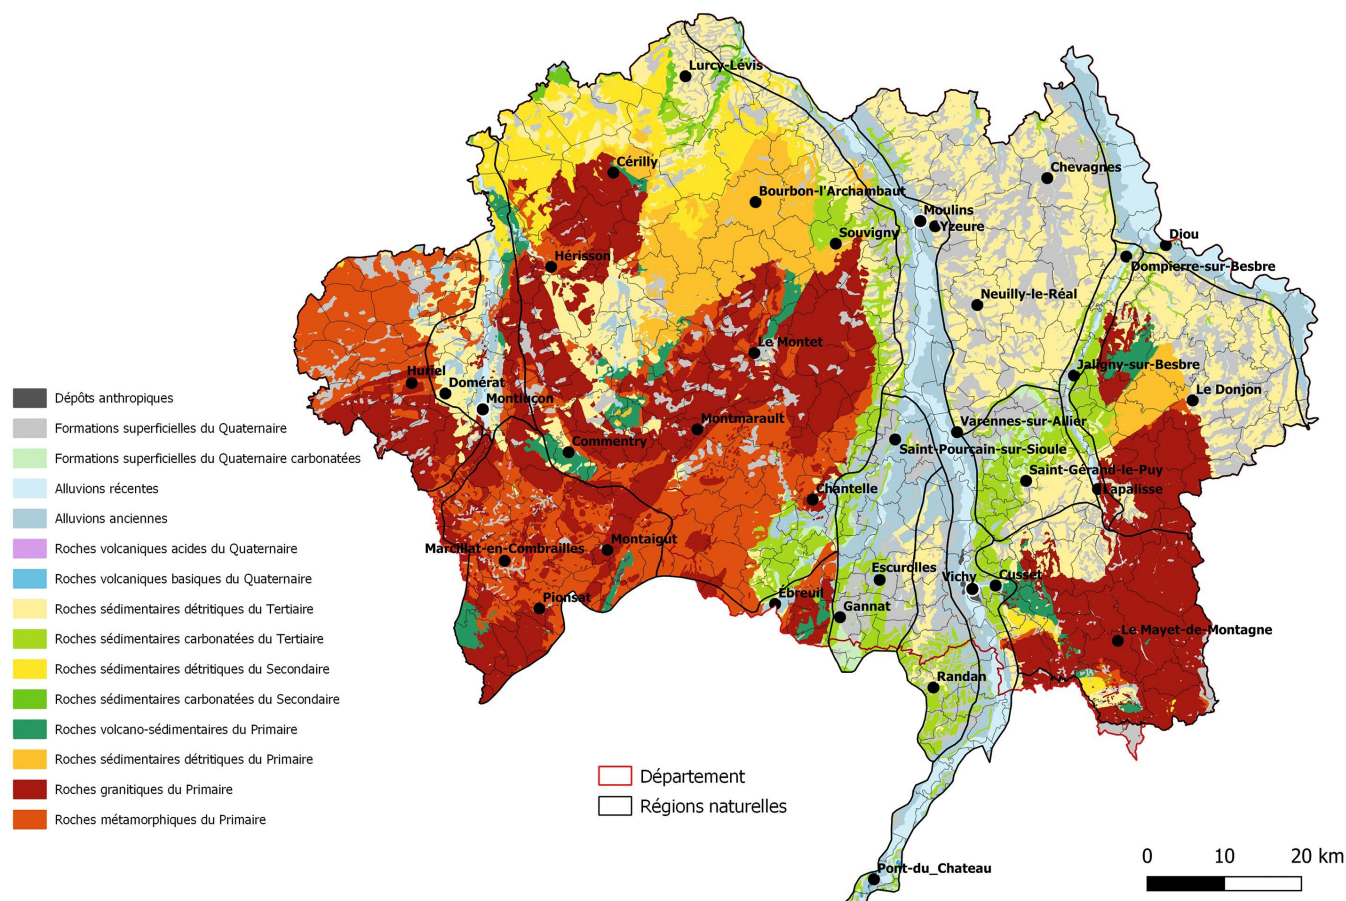 Lurcy-Lévis
Cérilly
Chevagnes
Bourbon-l'Archambaut
Moulins
Yzeure
Souvigny
Diou
Hérisson
Dompierre-sur-Besbre
Neuilly-le-Réal
Le Montet
Huriel
Jaligny-sur-Besbre
Domérat
Le Donjon
Montluçon
Montmarault
Varennes-sur-Allier
Commentry
Saint-Pourçain-sur-Sioule
Saint-Gérand-le-Puy
Chantelle
Lapalisse
Marcillat-en-Combrailles
Montaigut
Escurolles
Vichy
Cusset
Pionsat
Ébreuil
Gannat
Le Mayet-de-Montagne
Randan
Pont-du_Chateau
Dépôts anthropiques
Formations superficielles du Quaternaire
Formations superficielles du Quaternaire carbonatées
Alluvions récentes
Alluvions anciennes
Roches volcaniques acides du Quaternaire
Roches volcaniques basiques du Quaternaire
Roches sédimentaires détritiques du Tertiaire
Roches sédimentaires carbonatées du Tertiaire
Roches sédimentaires détritiques du Secondaire
Roches sédimentaires carbonatées du Secondaire
Roches volcano-sédimentaires du Primaire
Roches sédimentaires détritiques du Primaire
Roches granitiques du Primaire
Roches métamorphiques du Primaire
Département
Régions naturelles
0 10 20 km